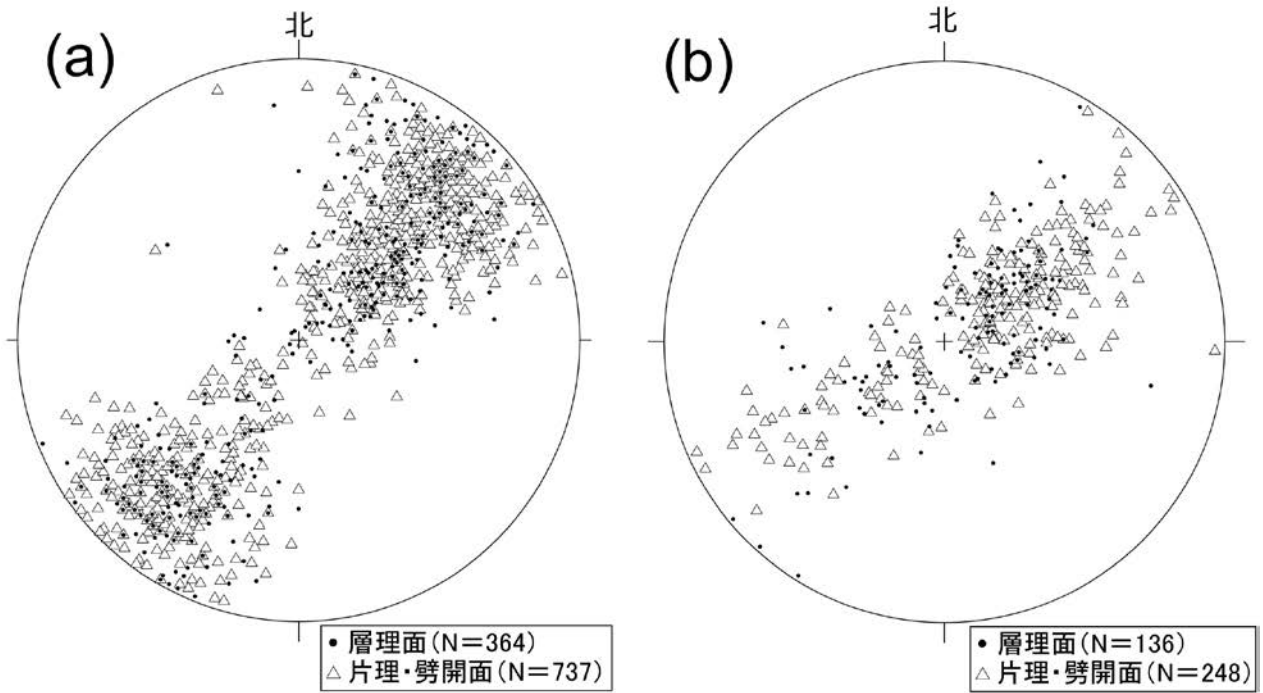 (a)
北
層理面(N=364)
片理・劈開面(N=737)
(b)
北
層理面(N=136)
片理・劈開面(N=248)